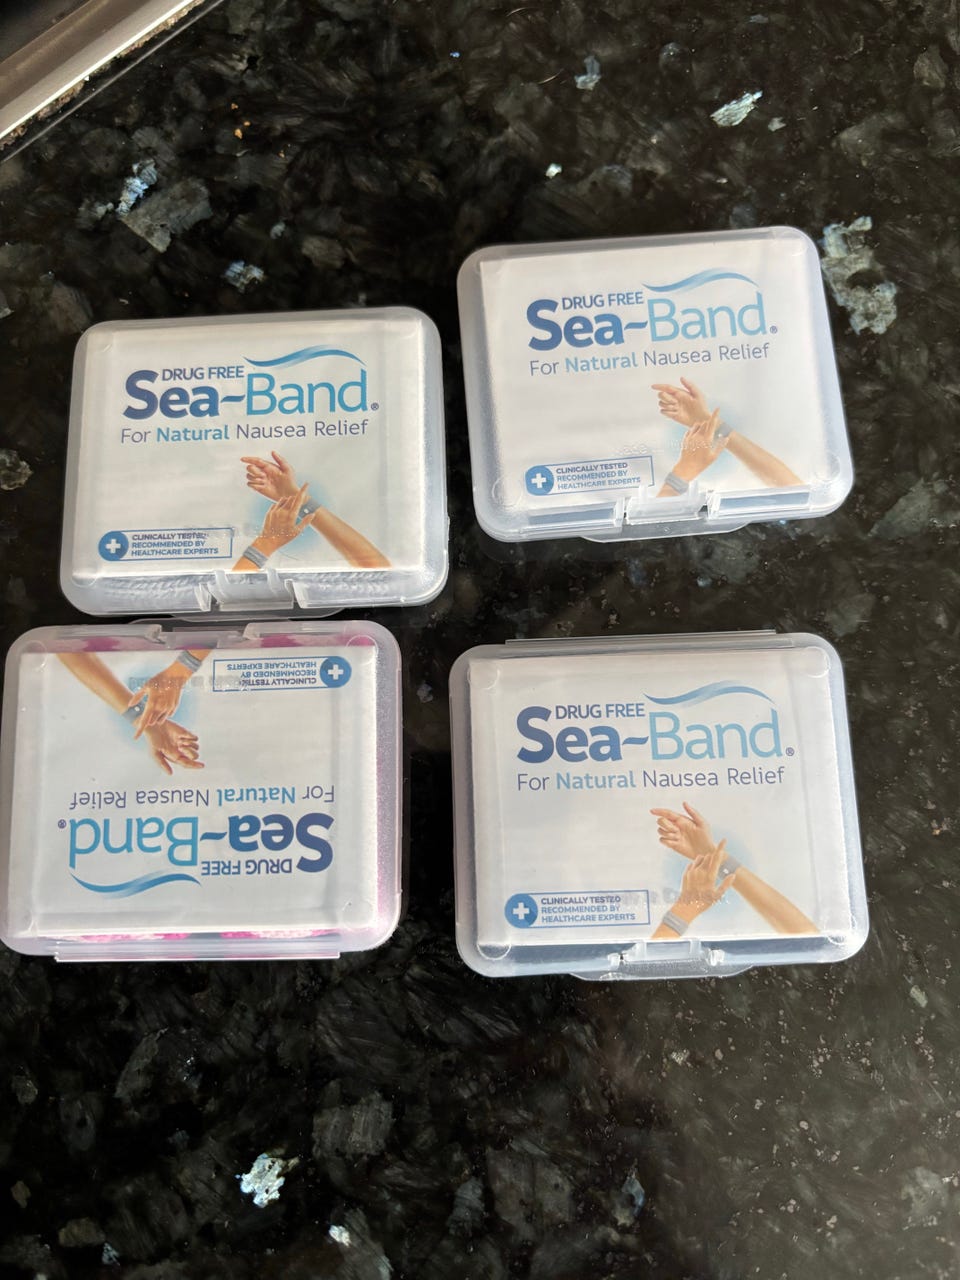 DRUG FREE
Sea~Band®
For Natural Nausea Relief
CLINICALLY TESTED
RECOMMENDED BY
HEALTHCARE EXPERTS
DRUG FREE
Sea~Band®
For Natural Nausea Relief
CLINICALLY TESTED
RECOMMENDED BY
HEALTHCARE EXPERTS
DRUG FREE
Sea~Band®
For Natural Nausea Relief
CLINICALLY TESTED
RECOMMENDED BY
HEALTHCARE EXPERTS
DRUG FREE
Sea~Band®
For Natural Nausea Relief
CLINICALLY TESTED
RECOMMENDED BY
HEALTHCARE EXPERTS